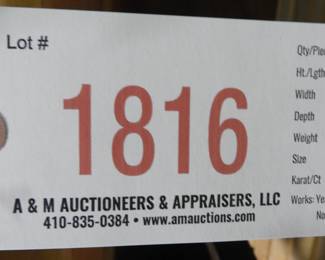 Lot #
1816
A & M AUCTIONEERS & APPRAISERS, LLC
410-835-0384 • www.amauctions.com
Ht./Lgth
Width
Depth
Weight
Size
Karat/Ct
Works: